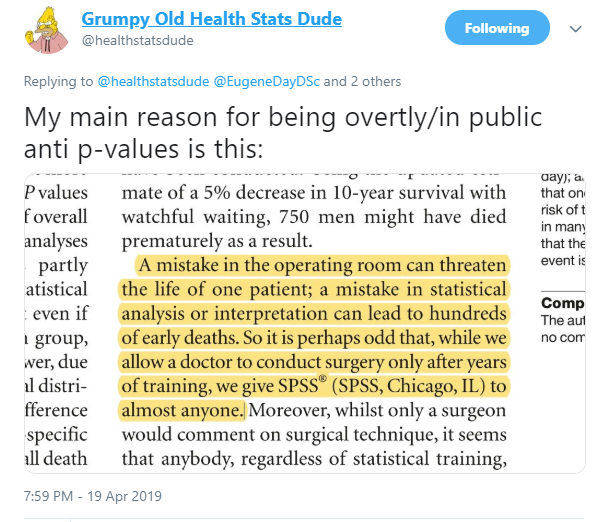 Grumpy Old Health Stats Dude
@healthstatsdude
Following
Replying to @healthstatsdude @EugeneDayDSc and 2 others
My main reason for being overtly/in public
anti p-values is this:
P values
f overall
analyses
partly
atistical
even if
group,
wer, due
al distri-
fference
specific
all death
mate of a 5% decrease in 10-year survival with
watchful waiting, 750 men might have died
prematurely as a result.
A mistake in the operating room can threaten
the life of one patient; a mistake in statistical
analysis or interpretation can lead to hundreds
of early deaths. So it is perhaps odd that, while we
allow a doctor to conduct surgery only after years
of training, we give SPSS® (SPSS, Chicago, IL) to
almost anyone. Moreover, whilst only a surgeon
would comment on surgical technique, it seems
that anybody, regardless of statistical training,
day); a
that on
risk of t
in many
that the
event is
Comp
The aut
no com
7:59 PM - 19 Apr 2019